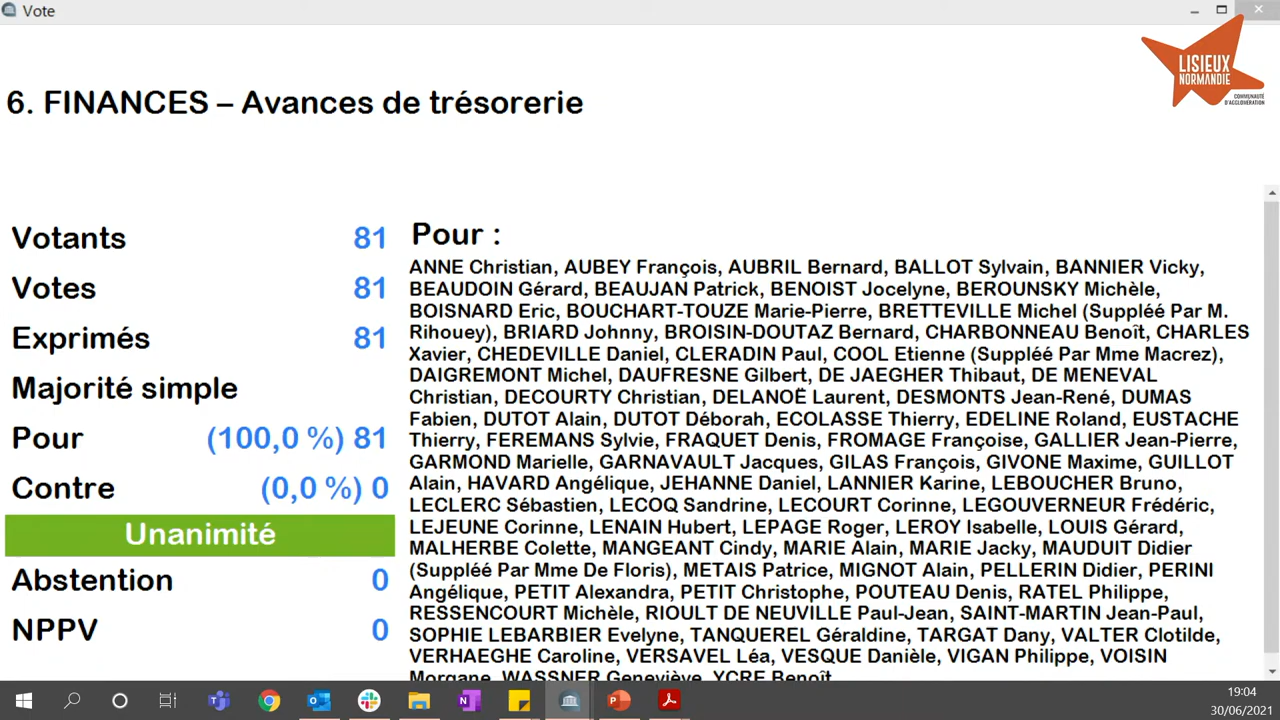 Vote
LISIEUX
NORMANDIE
COMMUNAUTÉ
D'AGGLOMÉRATION
6. FINANCES – Avances de trésorerie
Votants 81
Votes 81
Exprimés 81
Majorité simple
Pour (100,0 %) 81
Contre (0,0 %) 0
Unanimité
Abstention 0
NPPV 0
Pour :
ANNE Christian, AUBEY François, AUBRIL Bernard, BALLOT Sylvain, BANNIER Vicky,
BEAUDOIN Gérard, BEAUJAN Patrick, BENOIST Jocelyne, BEROUNSKY Michèle,
BOISNARD Eric, BOUCHART-TOUZE Marie-Pierre, BRETTEVILLE Michel (Suppléé Par M.
Rihouey), BRIARD Johnny, BROISIN-DOUTAZ Bernard, CHARBONNEAU Benoît, CHARLES
Xavier, CHEDEVILLE Daniel, CLERADIN Paul, COOL Etienne (Suppléé Par Mme Macrez),
DAIGREMONT Michel, DAUFRESNE Gilbert, DE JAEGHER Thibaut, DE MENEVAL
Christian, DECOURTY Christian, DELANOË Laurent, DESMONTS Jean-René, DUMAS
Fabien, DUTOT Alain, DUTOT Déborah, ECOLASSE Thierry, EDELINE Roland, EUSTACHE
Thierry, FEREMANS Sylvie, FRAQUET Denis, FROMAGE Françoise, GALLIER Jean-Pierre,
GARMOND Marielle, GARNAVAULT Jacques, GILAS François, GIVONE Maxime, GUILLOT
Alain, HAVARD Angélique, JEHANNE Daniel, LANNIER Karine, LEBOUCHER Bruno,
LECLERC Sébastien, LECOQ Sandrine, LECOURT Corinne, LEGOUVERNEUR Frédéric,
LEJEUNE Corinne, LENAIN Hubert, LEPAGE Roger, LEROY Isabelle, LOUIS Gérard,
MALHERBE Colette, MANGEANT Cindy, MARIE Alain, MARIE Jacky, MAUDUIT Didier
(Suppléé Par Mme De Floris), METAIS Patrice, MIGNOT Alain, PELLERIN Didier, PERINI
Angélique, PETIT Alexandra, PETIT Christophe, POUTEAU Denis, RATEL Philippe,
RESSENCOURT Michèle, RIOULT DE NEUVILLE Paul-Jean, SAINT-MARTIN Jean-Paul,
SOPHIE LEBARBIER Evelyne, TANQUEREL Géraldine, TARGAT Dany, VALTER Clotilde,
VERHAEGHE Caroline, VERSAVEL Léa, VESQUE Danièle, VIGAN Philippe, VOISIN
Morgane, WASSNER Geneviève, YCRE Benoît
19:04
30/06/2021